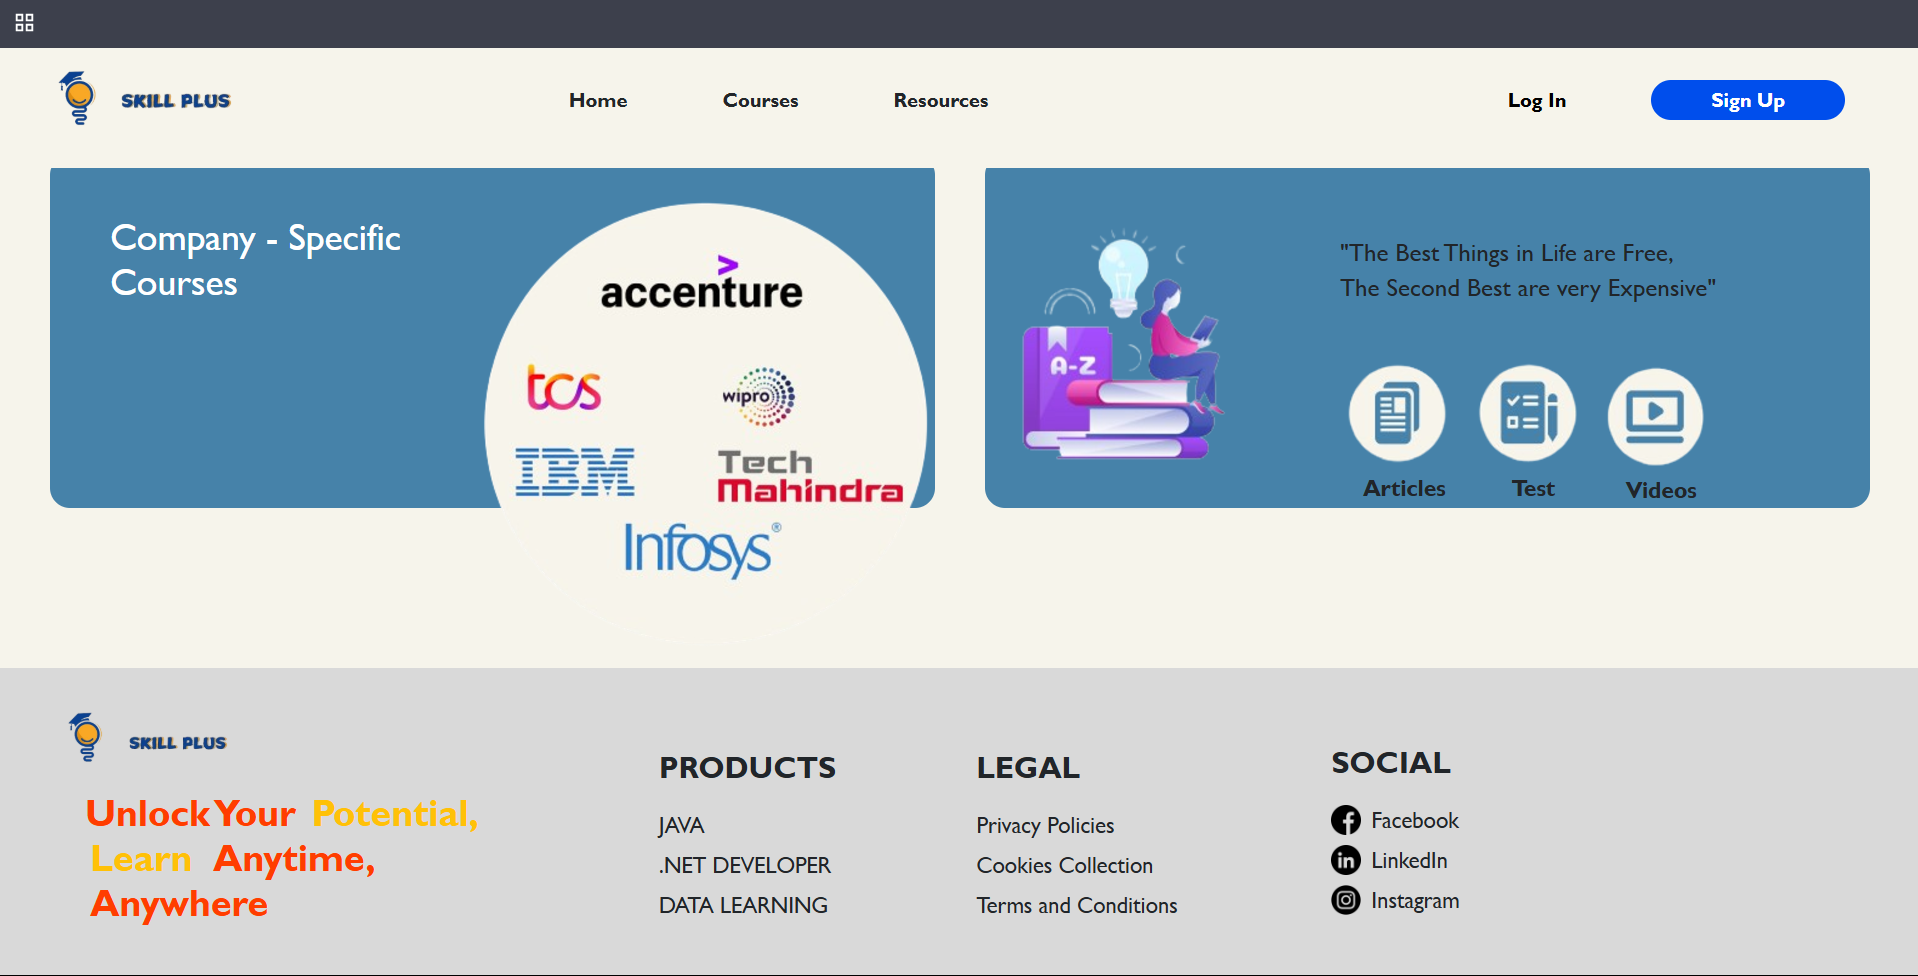 SKILL PLUS
Home
Courses
Resources
Log In
Sign Up
Company - Specific
Courses
accenture
tcs
wipro
IBM
Tech
Mahindra
Infosys®
A-Z
"The Best Things in Life are Free,
The Second Best are very Expensive"
Articles
Test
Videos
SKILL PLUS
Unlock Your Potential,
Learn Anytime,
Anywhere
PRODUCTS
JAVA
.NET DEVELOPER
DATA LEARNING
LEGAL
Privacy Policies
Cookies Collection
Terms and Conditions
SOCIAL
Facebook
in LinkedIn
Instagram